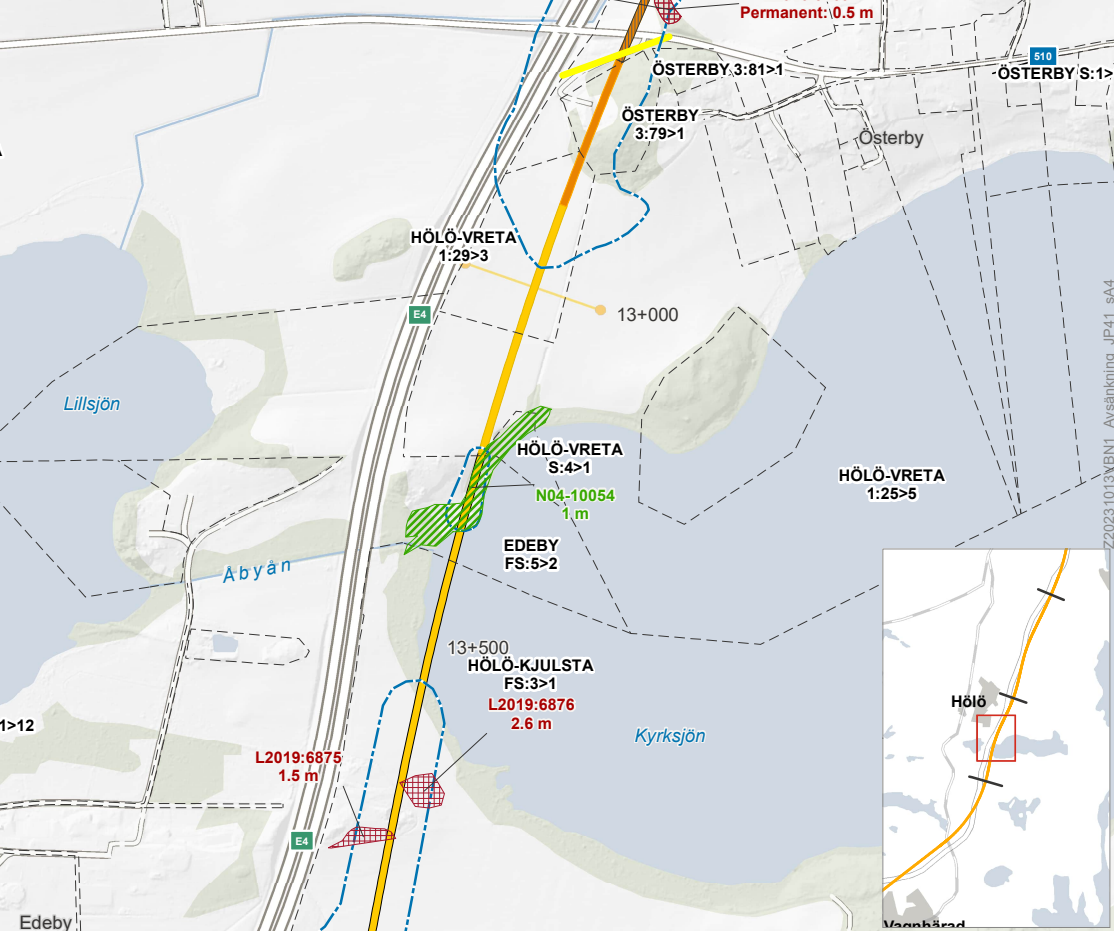 Permanent: 0.5 m
510
ÖSTERBY 3:81>1
ÖSTERBY S:1>
ÖSTERBY
3:79>1
Österby
HÖLÖ-VRETA
1:29>3
E4
13+000
Lillsjön
HÖLÖ-VRETA
S:4>1
HÖLÖ-VRETA
1:25>5
N04-10054
1 m
EDEBY
FS:5>2
Åbyån
13+500
HÖLÖ-KJULSTA
FS:3>1
L2019:6876
2.6 m
1>12
Kyrksjön
L2019:6875
1.5 m
E4
Edeby
Hölö
Vagnhärad
Z20231013VBN1_Avsänkning_JP41_sA4